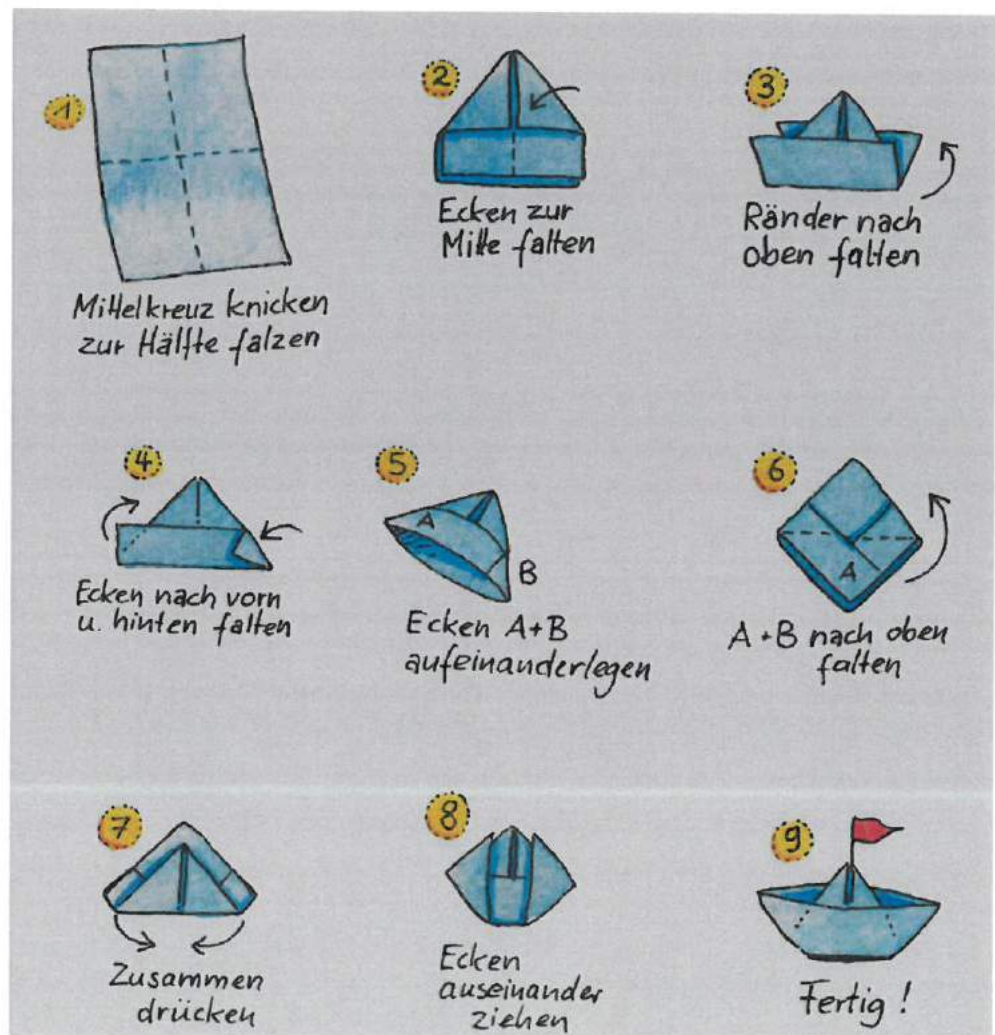 1
Mittelkreuz knicken
zur Hälfte falzen
2
Ecken zur
Mitte falten
3
Ränder nach
oben falten
4
Ecken nach vorn
u. hinten falten
5
A
B
Ecken A+B
aufeinanderlegen
6
A
A+B nach oben
falten
7
Zusammen
drücken
8
Ecken
auseinander
ziehen
9
Fertig!